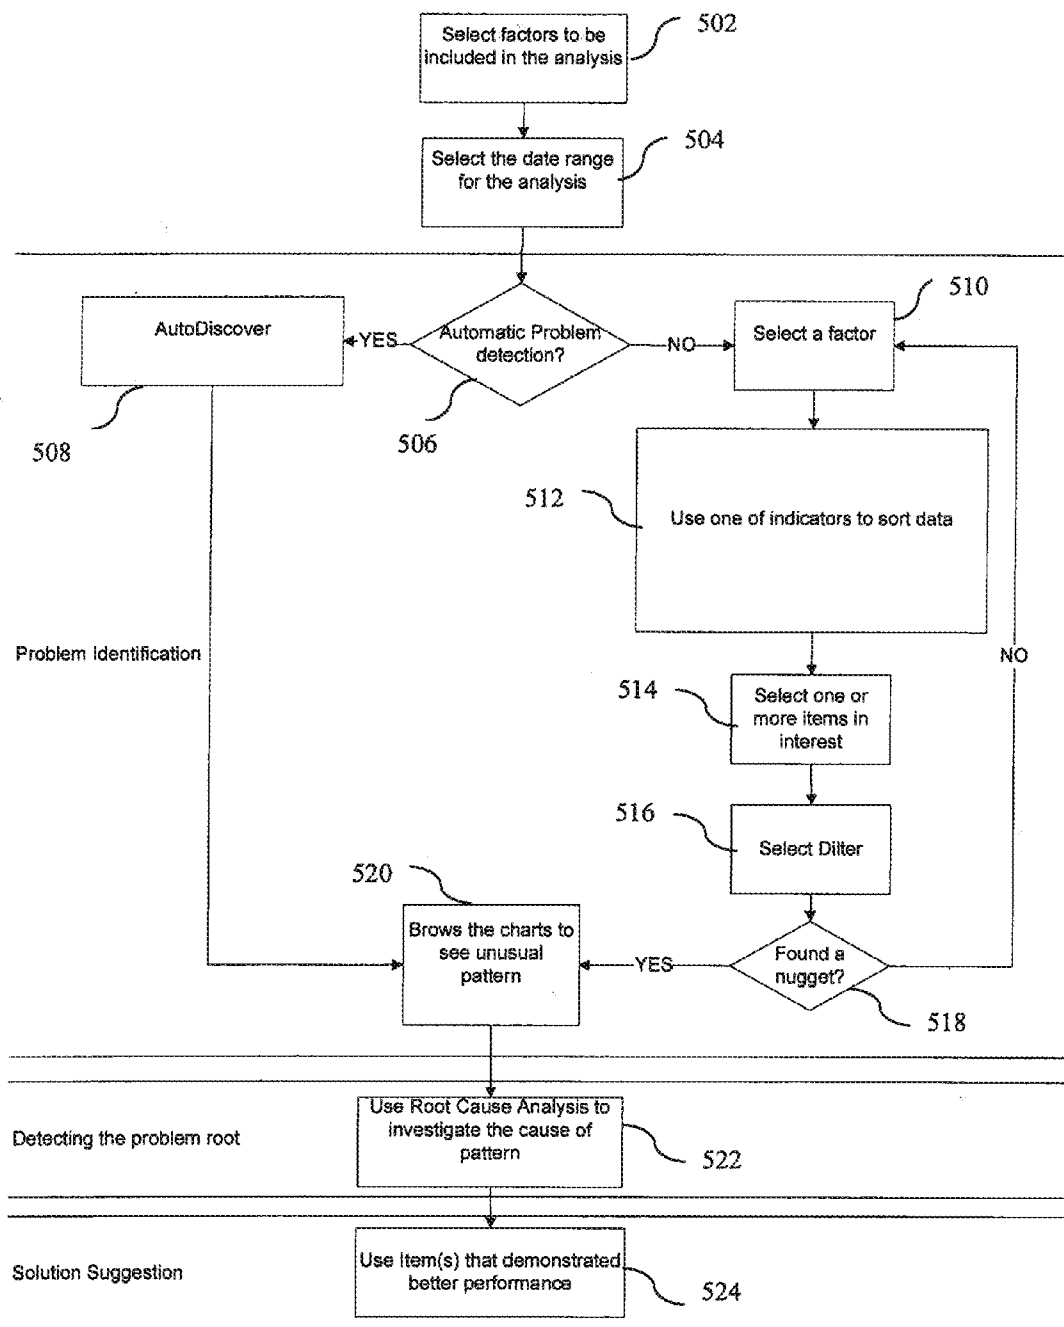 Select factors to be
included in the analysis
502
Select the date range
for the analysis
504
AutoDiscover
508
YES
Automatic Problem
detection?
506
NO
Select a factor
510
512
Use one of indicators to sort data
Problem Identification
NO
514
Select one or
more items in
interest
516
Select Dilter
520
Brows the charts to
see unusual
pattern
YES
Found a
nugget?
518
Detecting the problem root
Use Root Cause Analysis to
investigate the cause of
pattern
522
Solution Suggestion
Use Item(s) that demonstrated
better performance
524